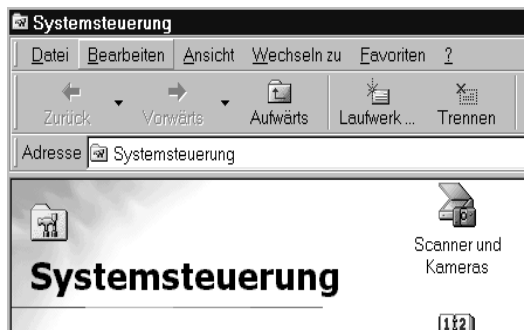 Systemsteuerung
Datei Bearbeiten Ansicht Wechseln zu Favoriten ?
Zurück Vorwärts Aufwärts Laufwerk ... Trennen
Adresse Systemsteuerung
Systemsteuerung
Scanner und
Kameras